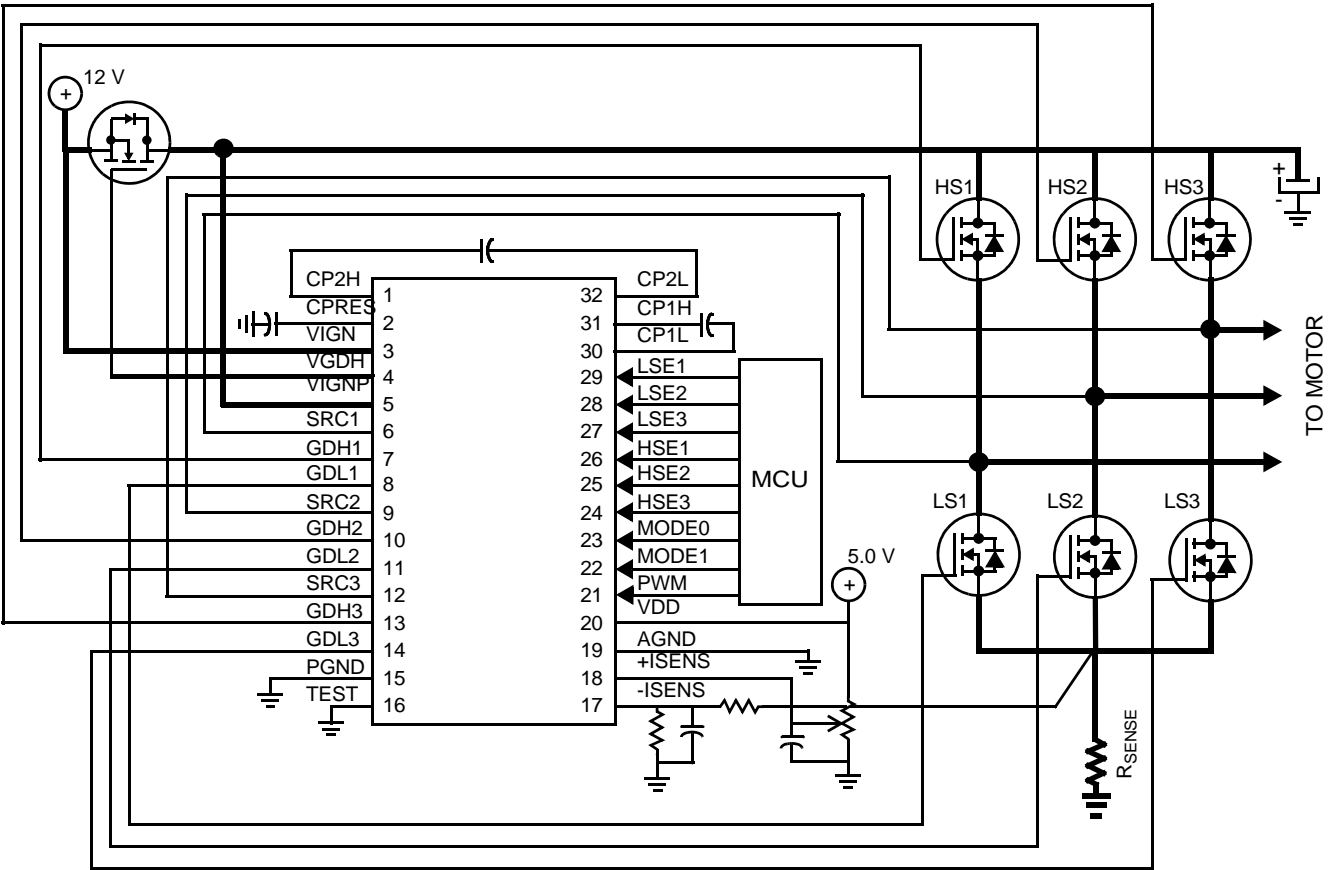 12 V
+
HS1
HS2
HS3
+
-
CP2H
CP2L
1
32
CPRES
CP1H
2
31
VIGN
CP1L
3
30
VGDH
LSE1
4
29
VIGNP
LSE2
5
28
SRC1
LSE3
6
27
GDH1
HSE1
7
26
GDL1
HSE2
8
25
SRC2
HSE3
9
24
GDH2
MODE0
10
23
GDL2
MODE1
11
22
SRC3
PWM
12
21
GDH3
VDD
13
20
GDL3
AGND
14
19
PGND
+ISENS
15
18
TEST
-ISENS
16
17
MCU
5.0 V
+
TO MOTOR
LS1
LS2
LS3
RSENSE